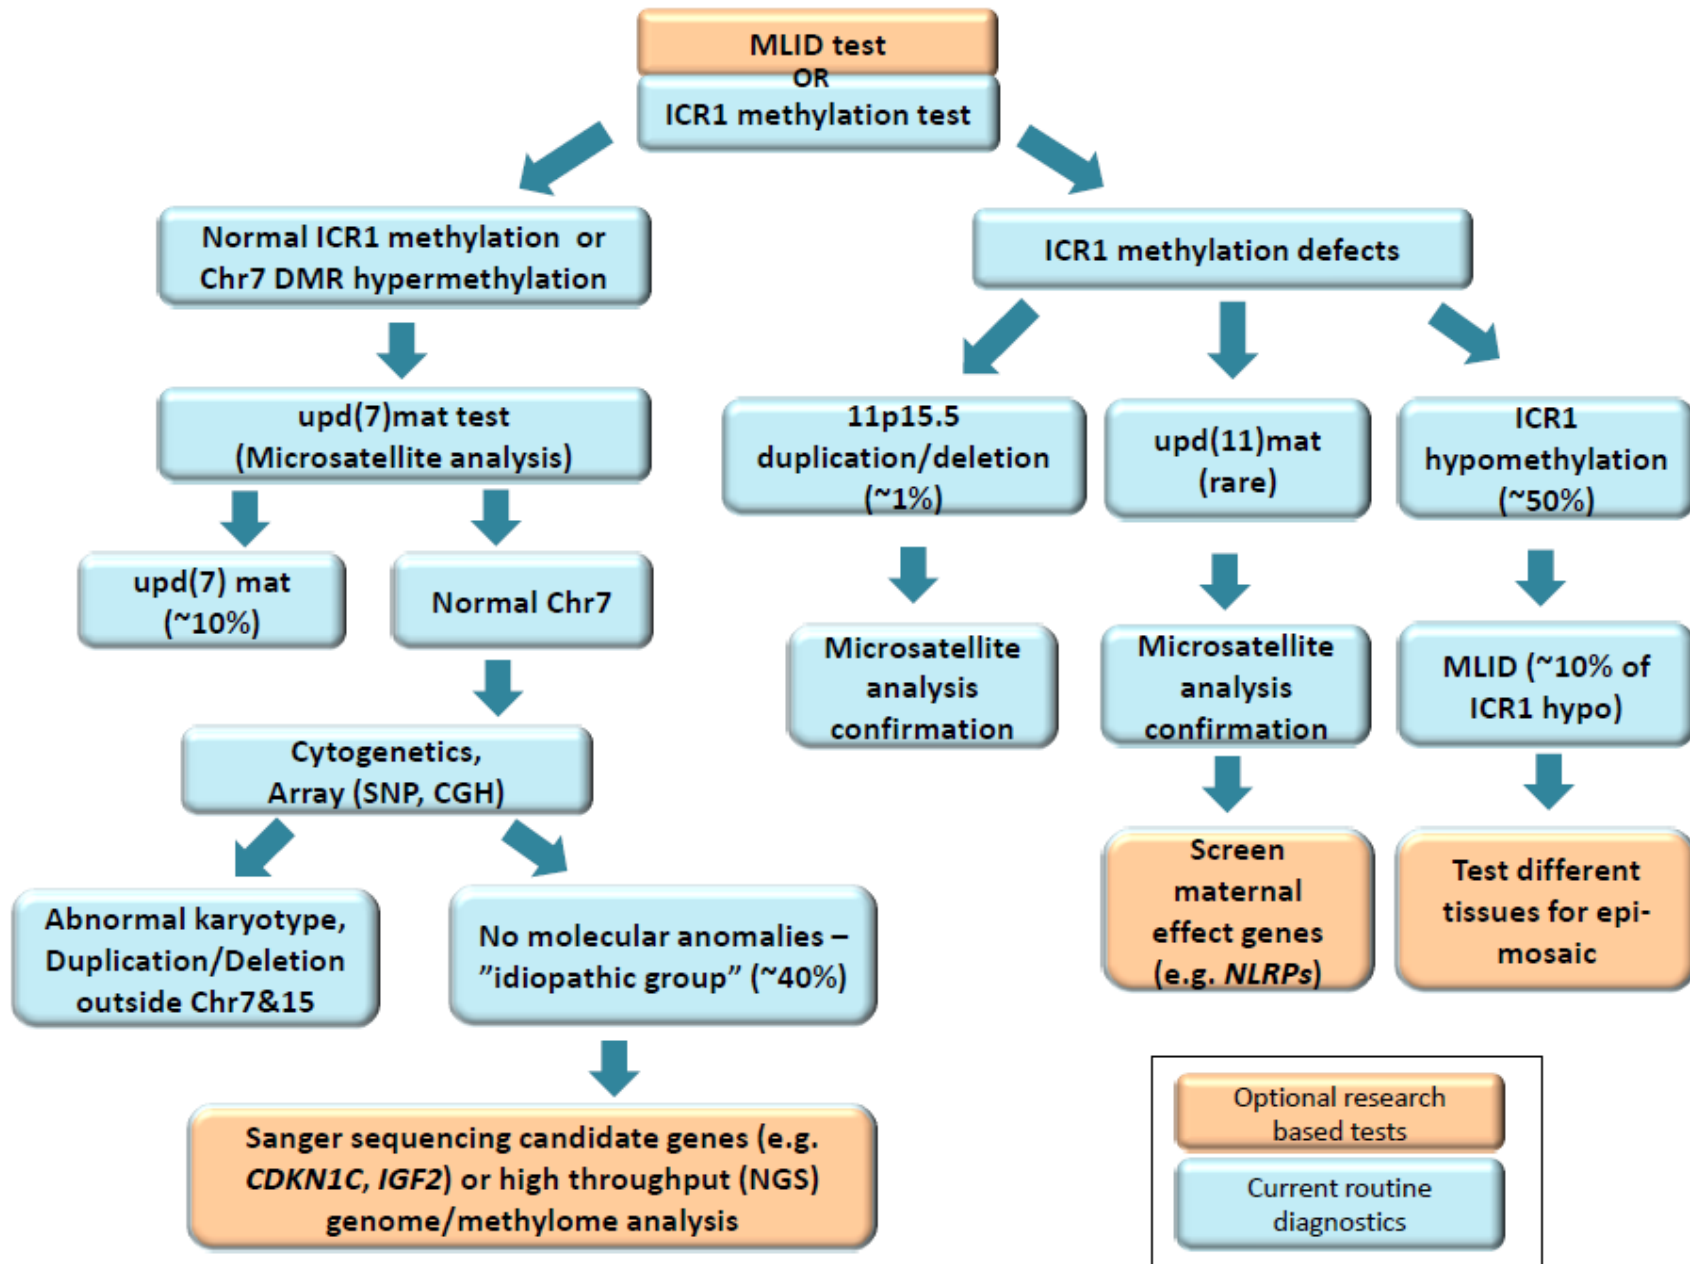 MLID test
OR
ICR1 methylation test
Normal ICR1 methylation or
Chr7 DMR hypermethylation
ICR1 methylation defects
upd(7)mat test
(Microsatellite analysis)
11p15.5
duplication/deletion
(~1%)
upd(11)mat
(rare)
ICR1
hypomethylation
(~50%)
upd(7) mat
(~10%)
Normal Chr7
Microsatellite
analysis
confirmation
Microsatellite
analysis
confirmation
MLID (~10% of
ICR1 hypo)
Cytogenetics,
Array (SNP, CGH)
Screen
maternal
effect genes
(e.g. NLRPs)
Test different
tissues for epi-
mosaic
Abnormal karyotype,
Duplication/Deletion
outside Chr7&15
No molecular anomalies –
”idiopathic group” (~40%)
Sanger sequencing candidate genes (e.g.
CDKN1C, IGF2) or high throughput (NGS)
genome/methylome analysis
Optional research
based tests
Current routine
diagnostics